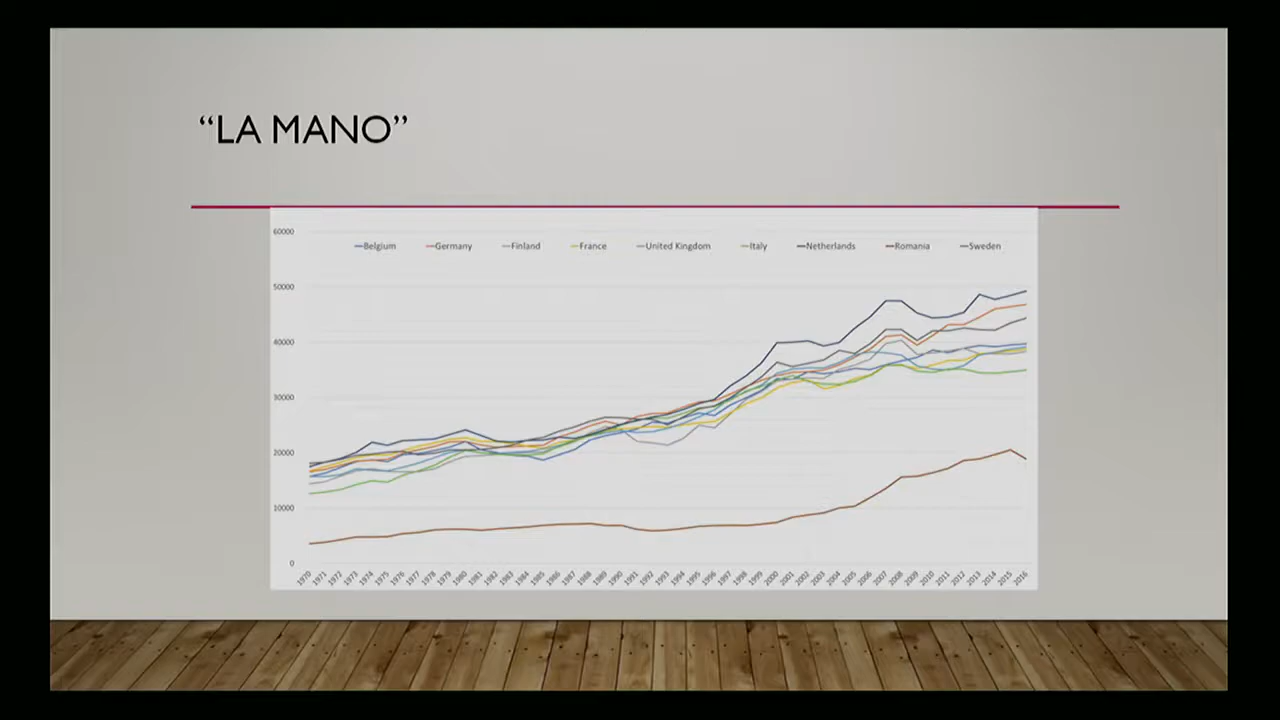 “LA MANO”
60000
Belgium Germany Finland France United Kingdom Italy Netherlands Romania Sweden
50000
40000
30000
20000
10000
0
1970 1971 1972 1973 1974 1975 1976 1977 1978 1979 1980 1981 1982 1983 1984 1985 1986 1987 1988 1989 1990 1991 1992 1993 1994 1995 1996 1997 1998 1999 2000 2001 2002 2003 2004 2005 2006 2007 2008 2009 2010 2011 2012 2013 2014 2015 2016